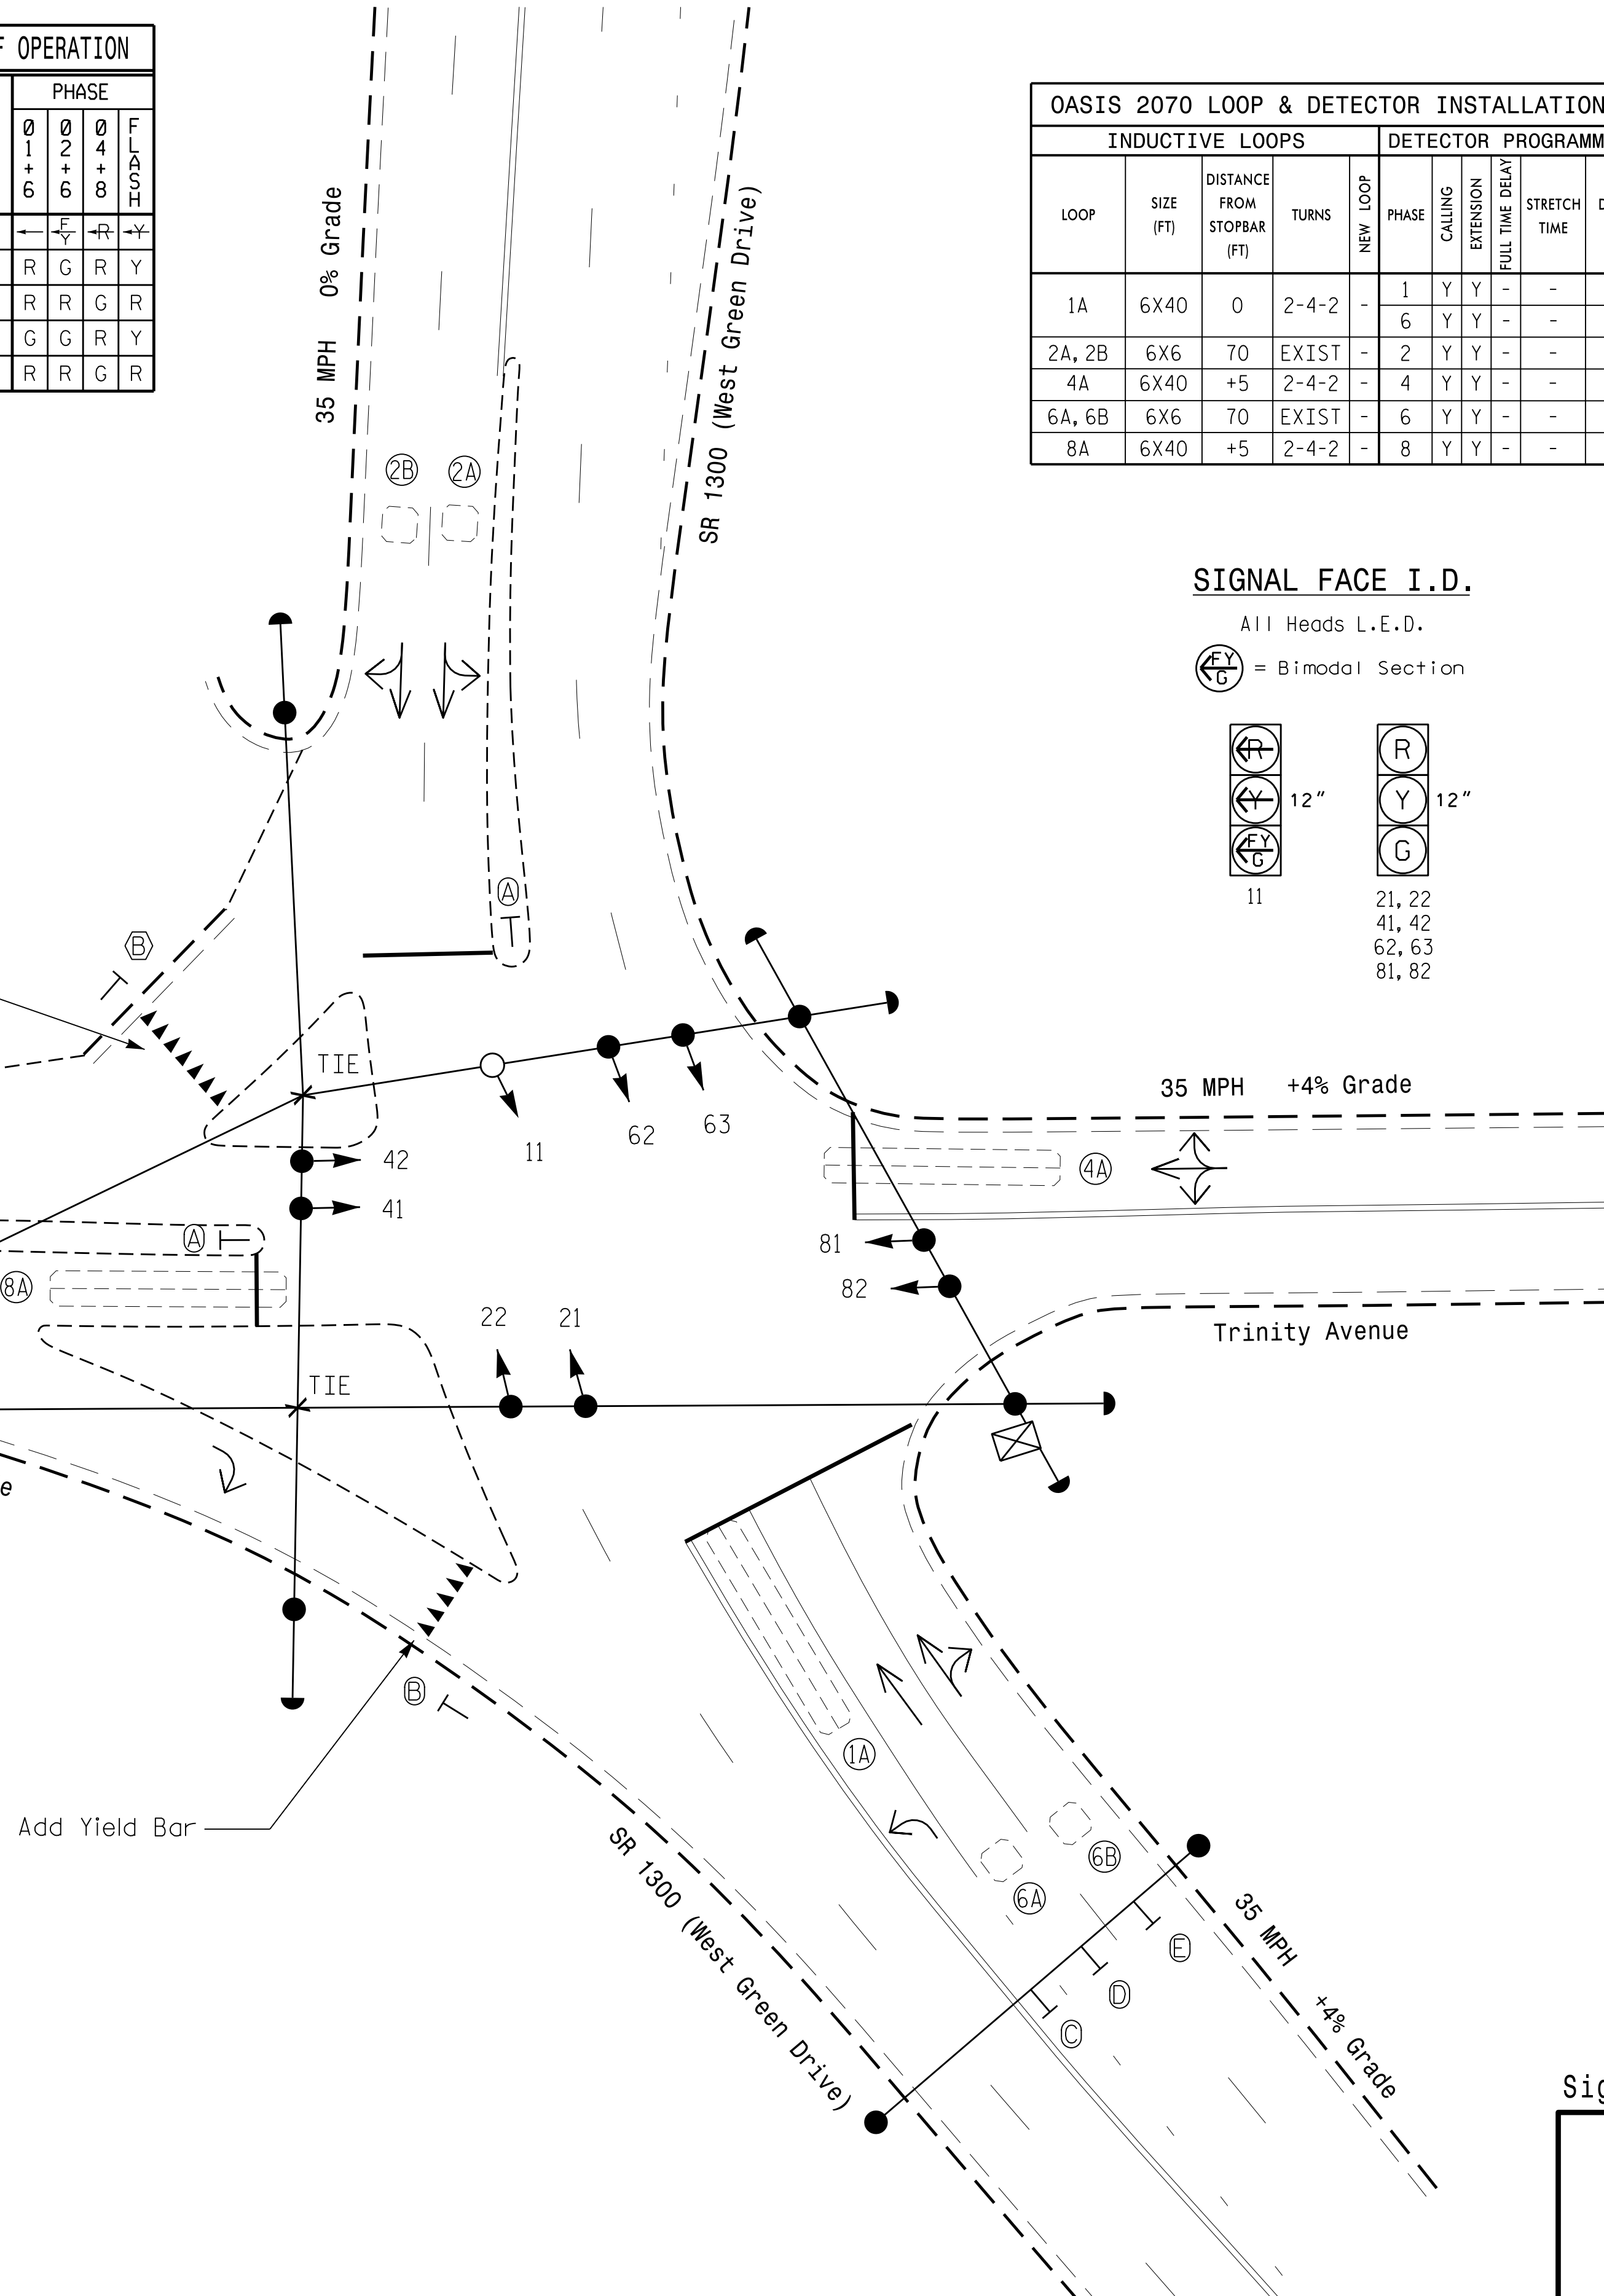 F OPERATION
PHASE
Ø 1 + 6
Ø 2 + 6
Ø 4 + 8
FLASH
F Y R Y
R G R Y
R R G R
G G R Y
R R G R
35 MPH 0% Grade
SR 1300 (West Green Drive)
OASIS 2070 LOOP & DETECTOR INSTALLATION
INDUCTIVE LOOPS DETECTOR PROGRAMM
LOOP SIZE (FT) DISTANCE FROM STOPBAR (FT) TURNS NEW LOOP PHASE CALLING EXTENSION FULL TIME DELAY STRETCH TIME D
1A 6X40 0 2-4-2 - 1 Y Y - -
6 Y Y - -
2A, 2B 6X6 70 EXIST - 2 Y Y - -
4A 6X40 +5 2-4-2 - 4 Y Y - -
6A, 6B 6X6 70 EXIST - 6 Y Y - -
8A 6X40 +5 2-4-2 - 8 Y Y - -
2B 2A
SIGNAL FACE I.D.
All Heads L.E.D.
FY G = Bimodal Section
R R
Y 12" Y 12"
FY G G
11
21, 22
41, 42
62, 63
81, 82
A
B
TIE
42
41
11
62
63
35 MPH +4% Grade
4A
A
8A
81
82
22 21
TIE
Trinity Avenue
e
B
1A
Add Yield Bar
6B
6A
SR 1300 (West Green Drive)
35 MPH +4% Grade
E
D
C
Sig